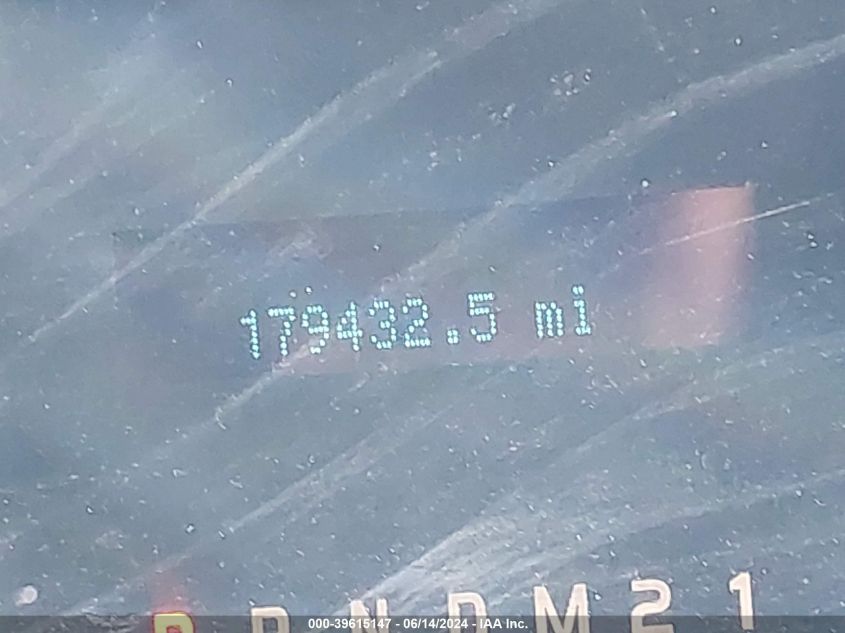 179432.5 mi
P R N D M 2 1
000-39615147 - 06/14/2024 - IAA Inc.